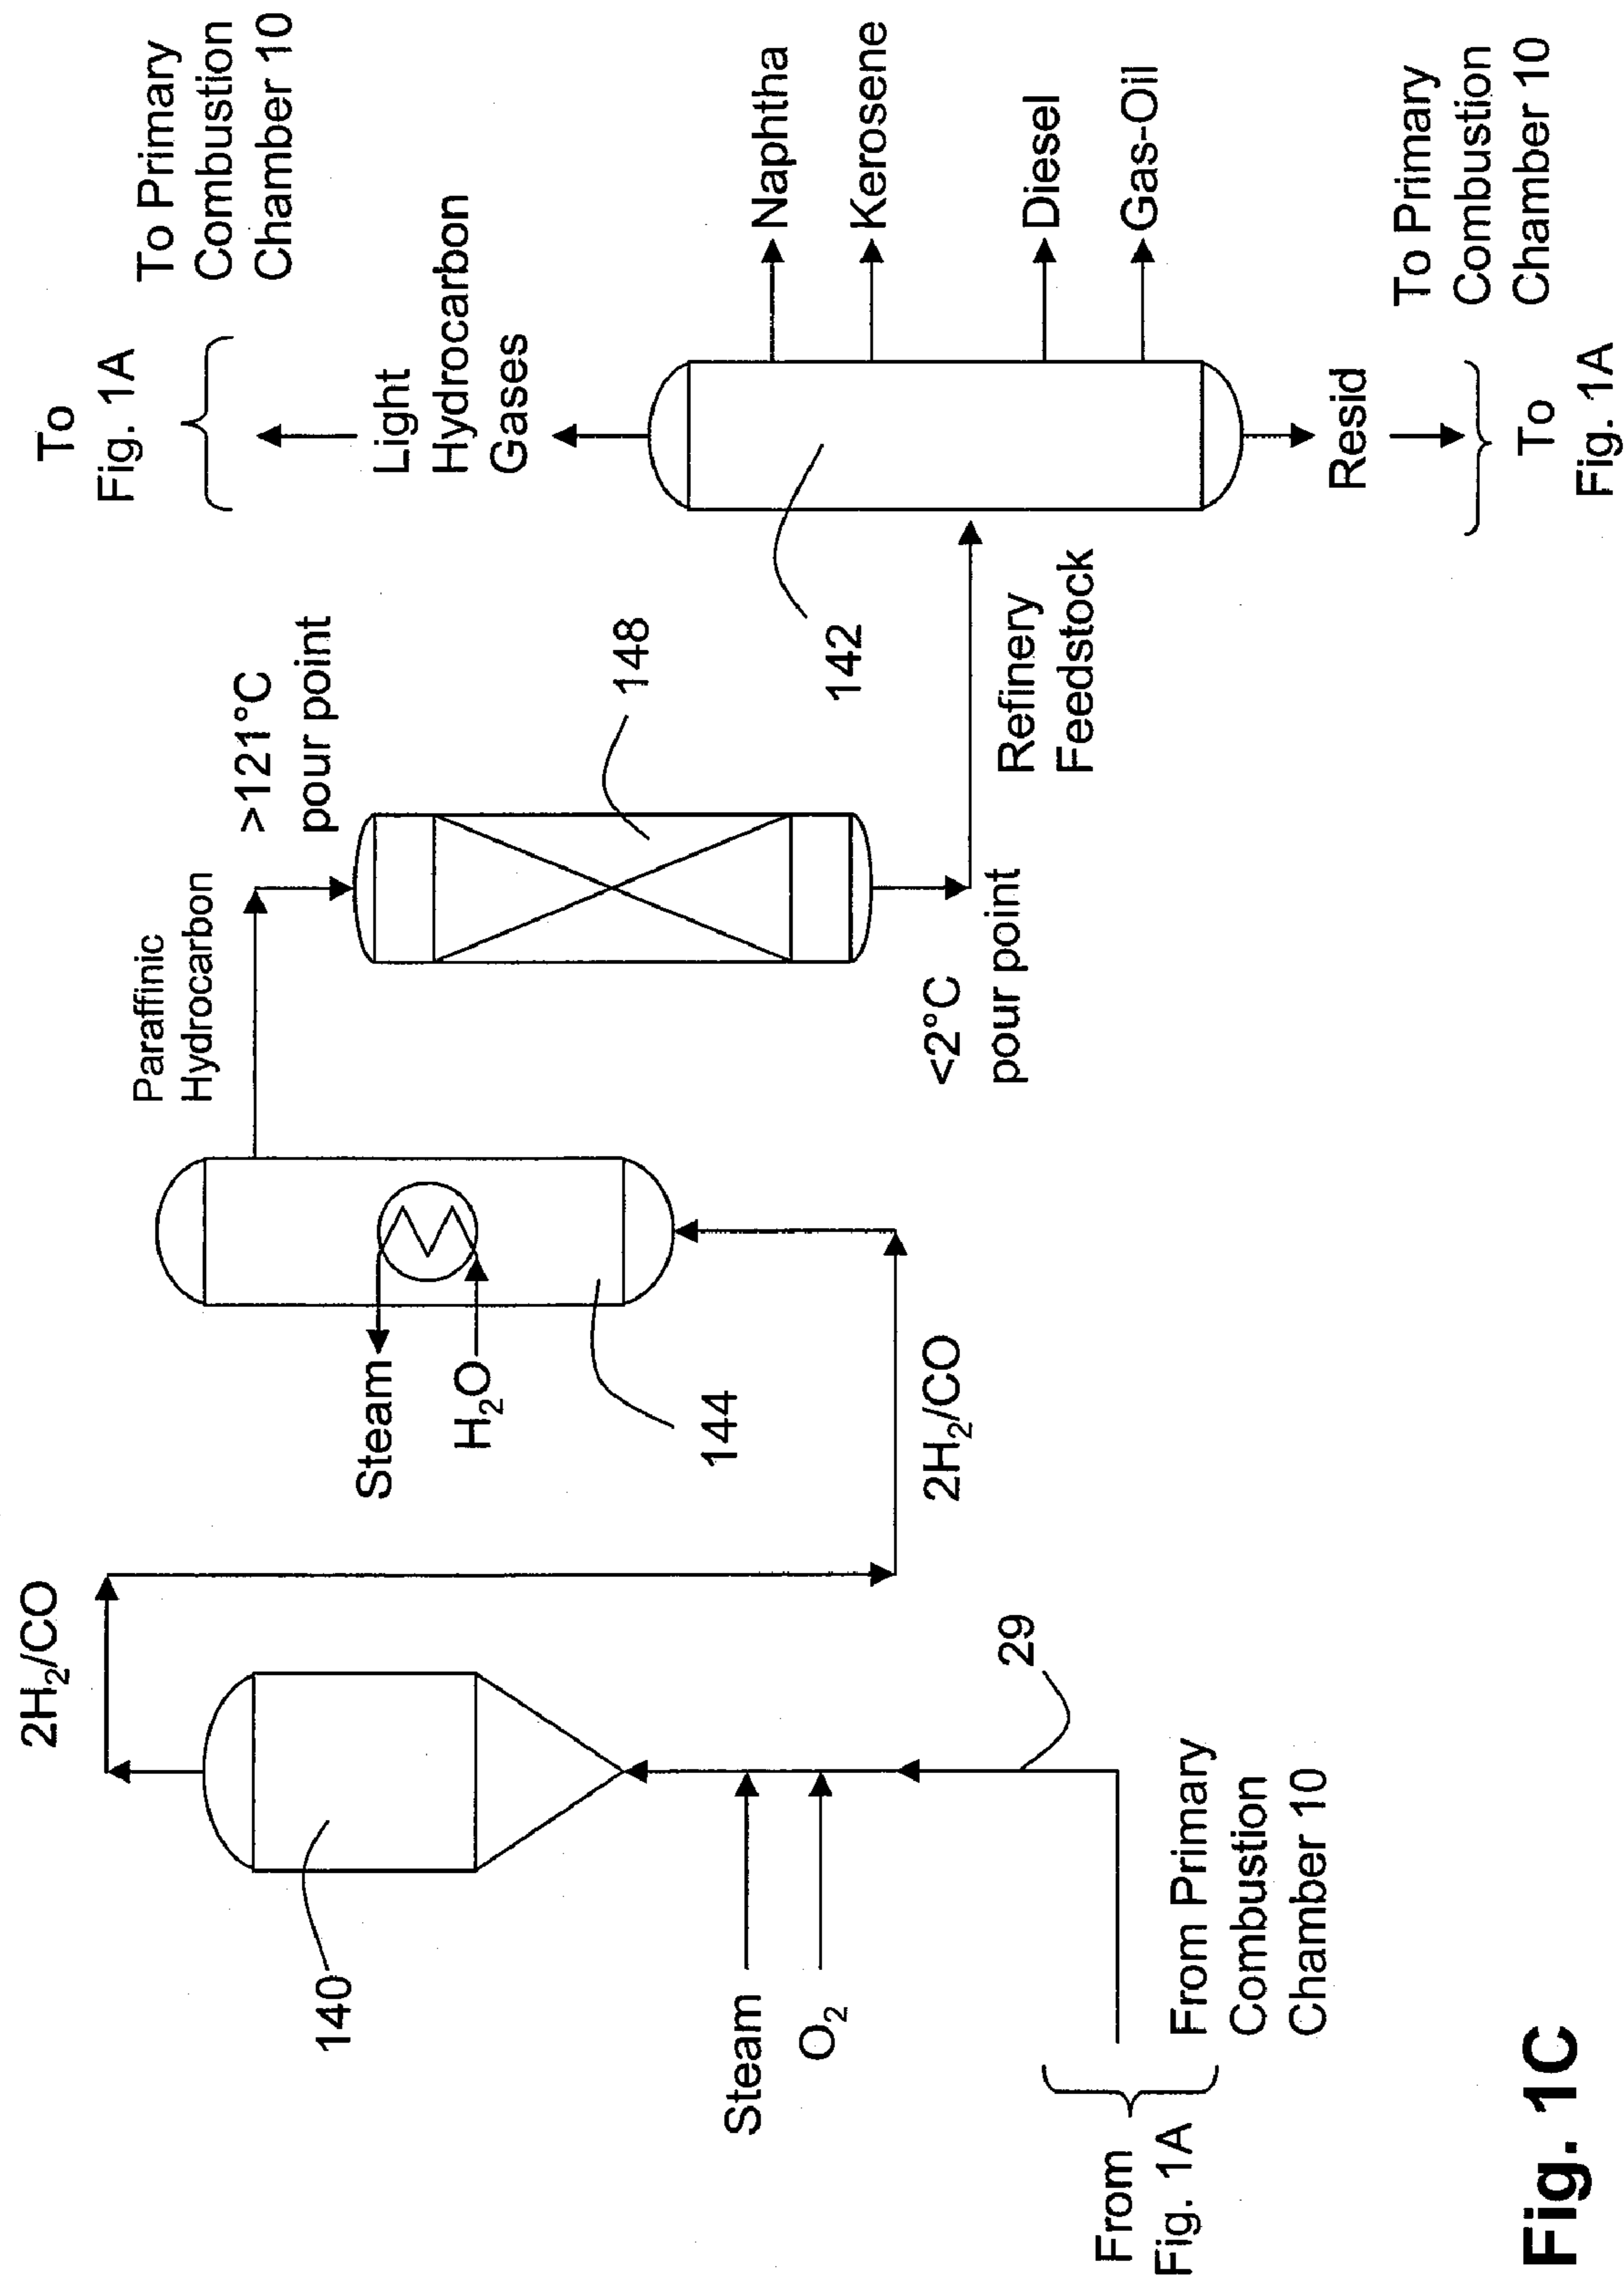 To
Fig. 1A
To Primary
Combustion
Chamber 10
Light
Hydrocarbon
Gases
2H₂/CO
Paraffinic
Hydrocarbon
>121°C
pour point
148
140
Steam
H₂O
144
142
Naphtha
Kerosene
Diesel
Gas-Oil
Steam
O₂
29
2H₂/CO
<2°C
pour point
Refinery
Feedstock
Resid
To Primary
Combustion
Chamber 10
To
Fig. 1A
From
Fig. 1A
From Primary
Combustion
Chamber 10
Fig. 1C